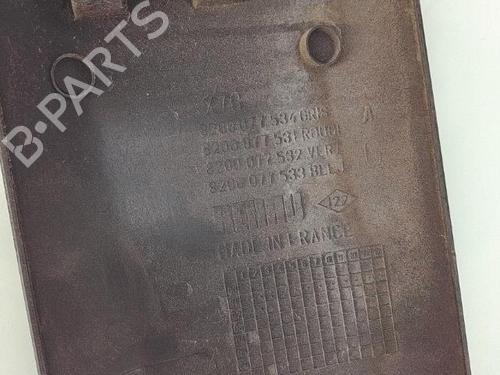 8200 077 534 GRIS
A
8200 077 531 ROUGE
8200 077 532 VERT
8200 077 533 BLEU
122
MADE IN FRANCE
B-PARTS